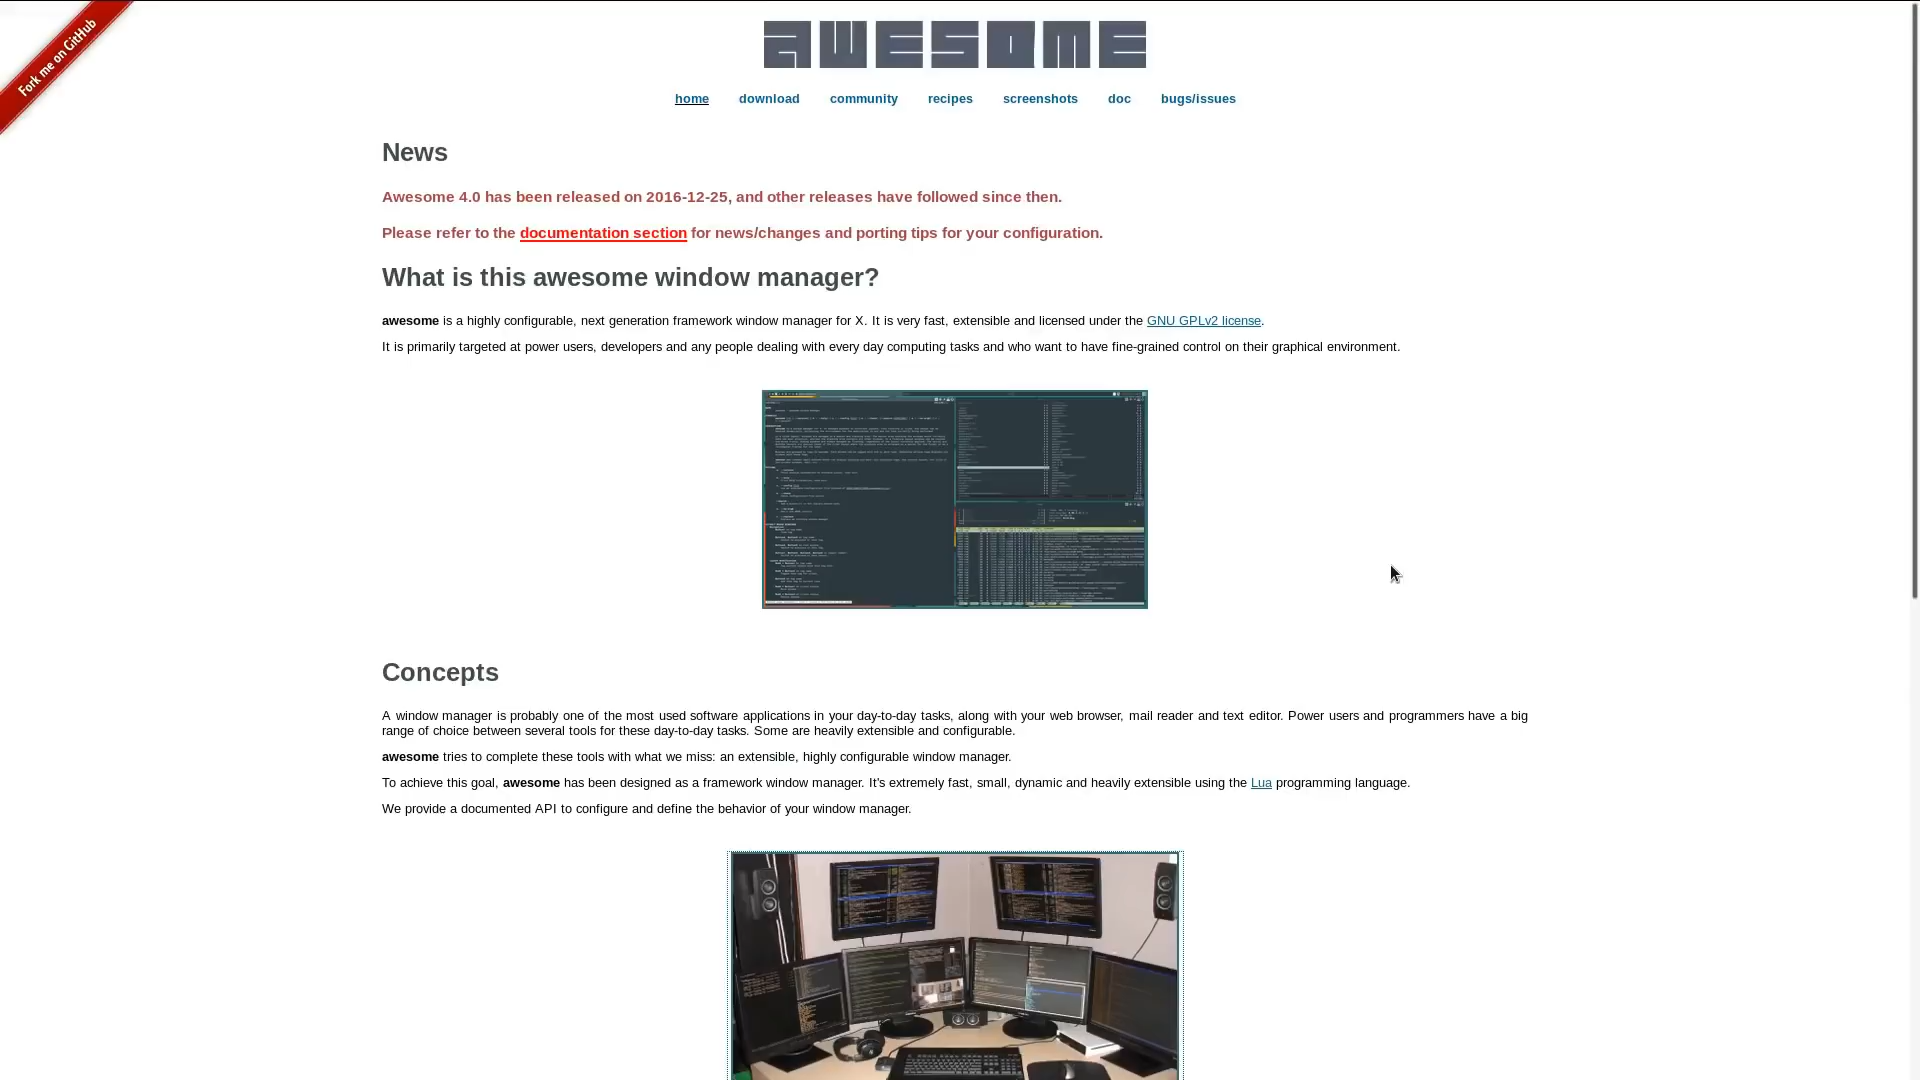 Fork me on GitHub
AWESOME
home download community recipes screenshots doc bugs/issues
News
Awesome 4.0 has been released on 2016-12-25, and other releases have followed since then.
Please refer to the documentation section for news/changes and porting tips for your configuration.
What is this awesome window manager?
awesome is a highly configurable, next generation framework window manager for X. It is very fast, extensible and licensed under the GNU GPLv2 license.
It is primarily targeted at power users, developers and any people dealing with every day computing tasks and who want to have fine-grained control on their graphical environment.
Concepts
A window manager is probably one of the most used software applications in your day-to-day tasks, along with your web browser, mail reader and text editor. Power users and programmers have a big
range of choice between several tools for these day-to-day tasks. Some are heavily extensible and configurable.
awesome tries to complete these tools with what we miss: an extensible, highly configurable window manager.
To achieve this goal, awesome has been designed as a framework window manager. It's extremely fast, small, dynamic and heavily extensible using the Lua programming language.
We provide a documented API to configure and define the behavior of your window manager.